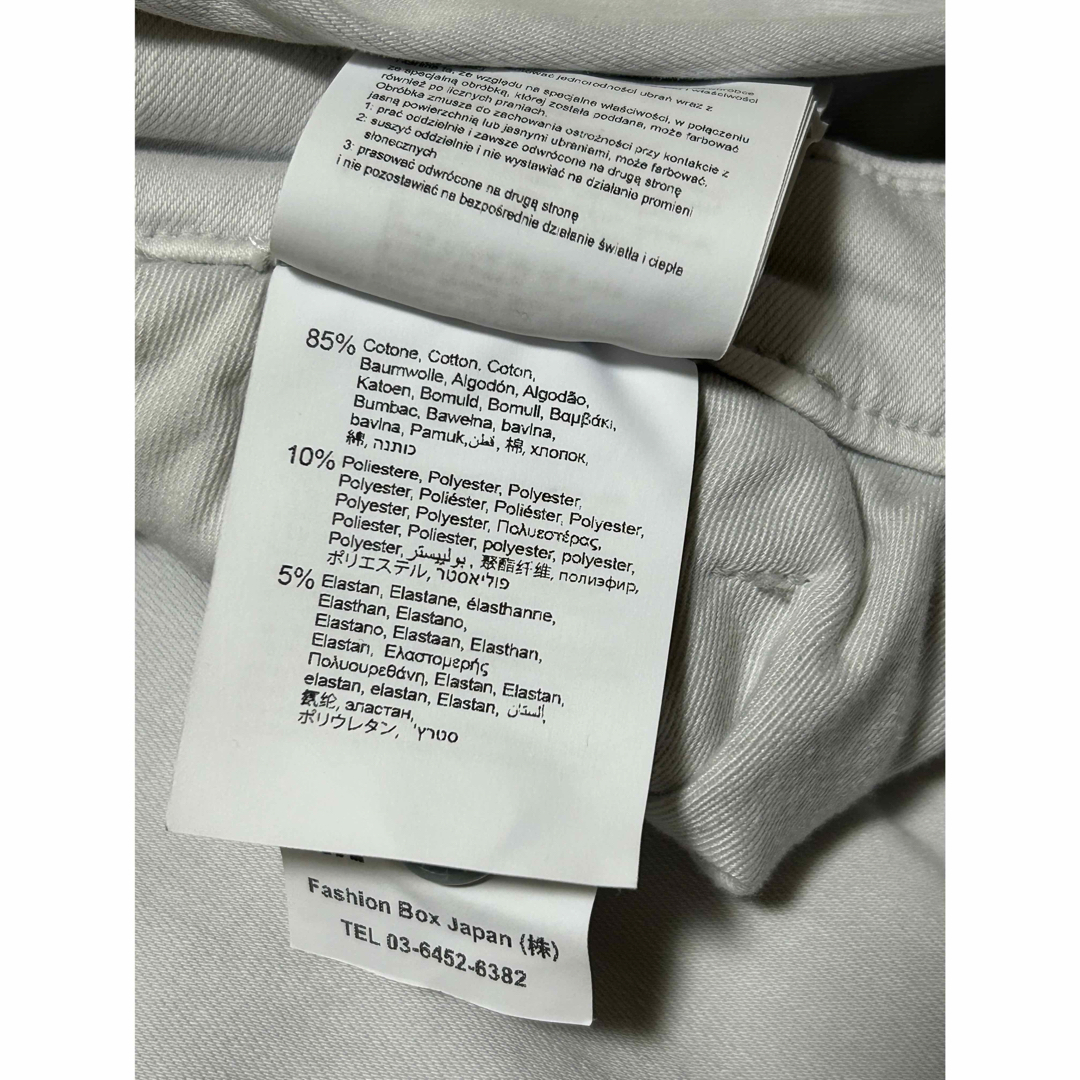 że ze względu na specjalne właściwości, w połączeniu
ze specjalną obróbką, której została poddana, może farbować
również po licznych praniach.
Obróbka zmusza do zachowania ostrożności przy kontakcie z
jasną powierzchnią lub jasnymi ubraniami, może farbować.
1: prać oddzielnie i zawsze odwrócone na drugą stronę
2: suszyć oddzielnie i nie wystawiać na działanie promieni
słonecznych
3: prasować odwrócone na drugą stronę
i nie pozostawiać na bezpośrednie działanie światła i ciepła
85% Cotone, Cotton, Coton,
Baumwolle, Algodón, Algodão,
Katoen, Bomuld, Bomull, Βαμβάκι,
Bumbac, Bawełna, bavlna,
bavlna, Pamuk, قطن, 棉, хлопок,
綿, כותנה
10% Poliestere, Polyester, Polyester,
Polyester, Poliéster, Poliéster, Polyester,
Polyester, Polyester, Πολυεστέρας,
Poliester, Poliester, polyester, polyester,
Polyester, بوليستر, 聚酯纤维, полиэфир,
ポリエステル, פוליאסטר
5% Elastan, Elastane, élasthanne,
Elasthan, Elastano,
Elastano, Elastaan, Elasthan,
Elastan, Ελαστομερής
Πολυουρεθάνη, Elastan, Elastan,
elastan, elastan, Elastan, إلستان,
氨纶, эластан,
ポリウレタン, סטרץ'
Fashion Box Japan (株)
TEL 03-6452-6382